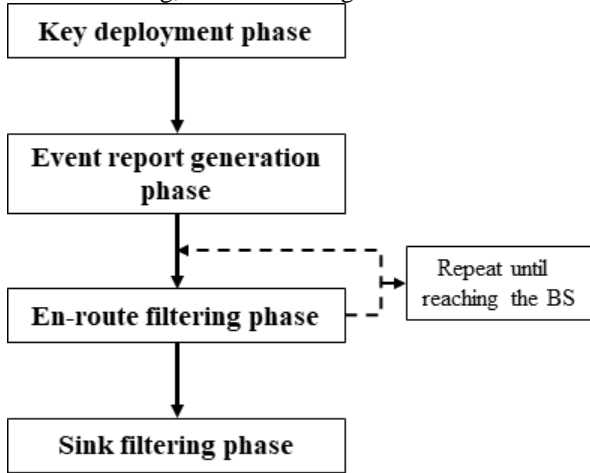 Key deployment phase
Event report generation
phase
Repeat until
reaching the BS
En-route filtering phase
Sink filtering phase